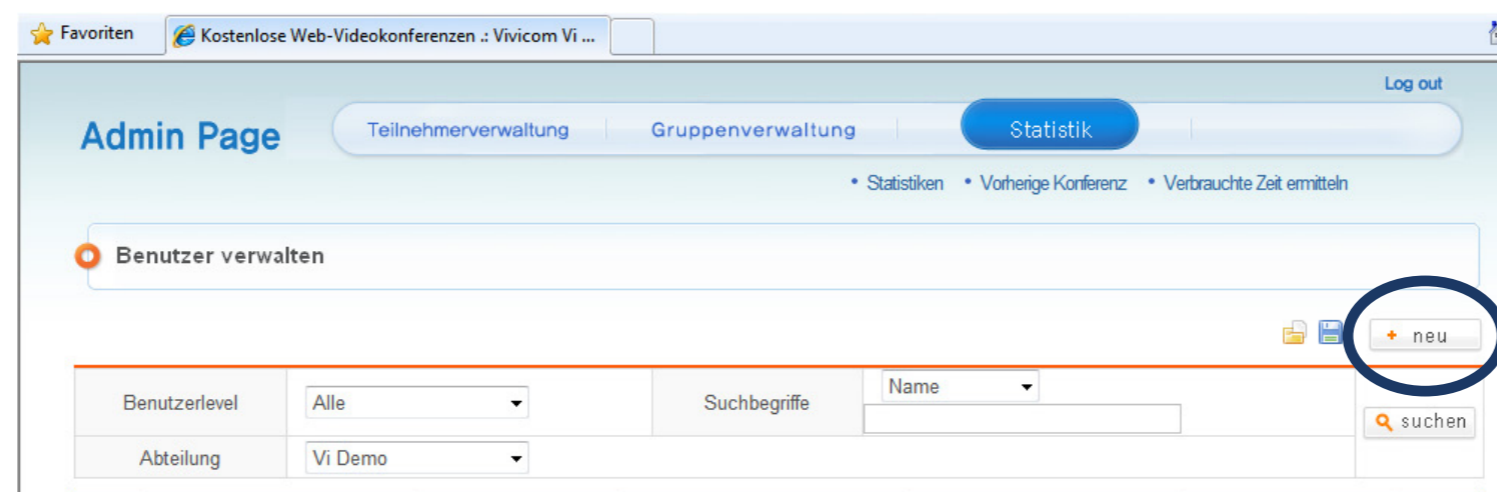 Favoriten
Kostenlose Web-Videokonferenzen .: Vivicom Vi ...
Log out
Admin Page
Teilnehmerverwaltung
Gruppenverwaltung
Statistik
• Statistiken • Vorherige Konferenz • Verbrauchte Zeit ermitteln
Benutzer verwalten
+ neu
Benutzerlevel
Alle
Suchbegriffe
Name
suchen
Abteilung
Vi Demo